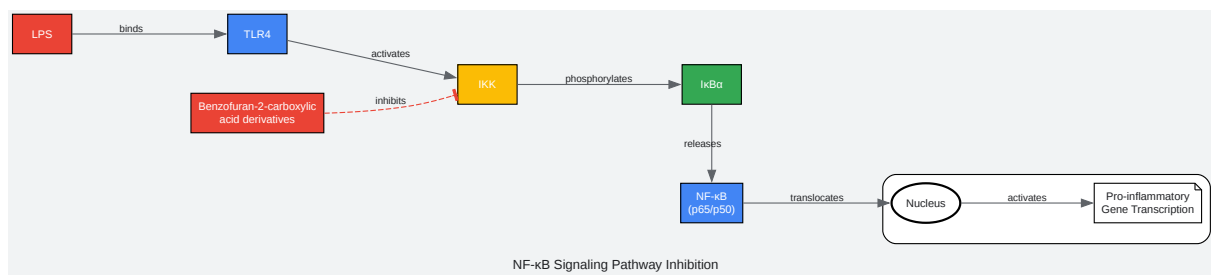 LPS
binds
TLR4
activates
Benzofuran-2-carboxylic
acid derivatives
inhibits
IKK
phosphorylates
IκBα
releases
NF-κB
(p65/p50)
translocates
Nucleus
activates
Pro-inflammatory
Gene Transcription
NF-κB Signaling Pathway Inhibition